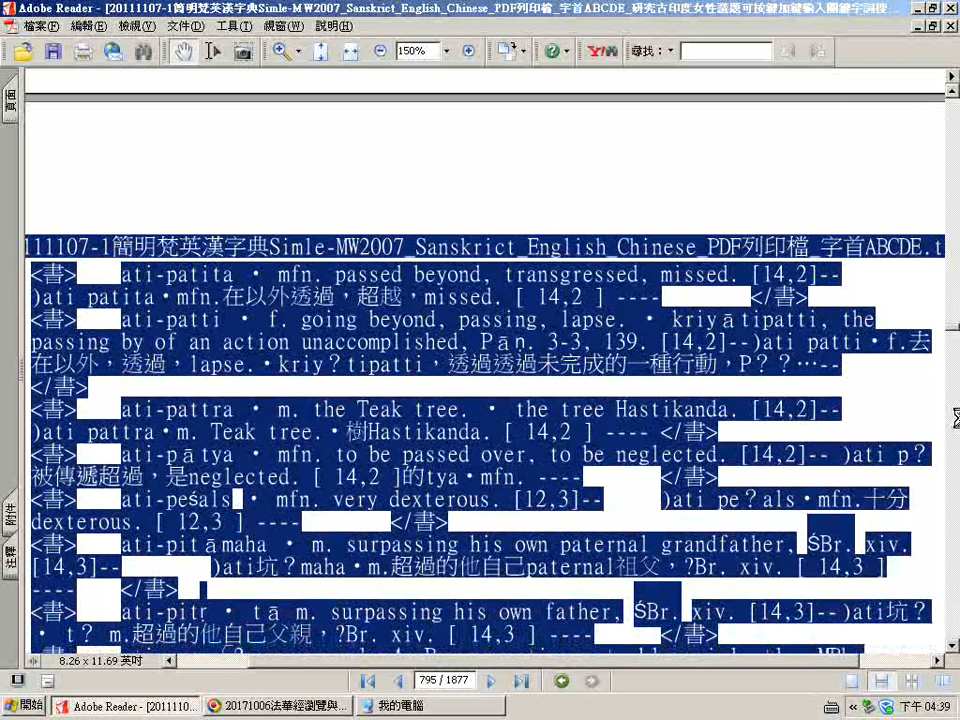 Adobe Reader - [20111107-1簡明梵英漢字典Simle-MW2007_Sanskrict_English_Chinese_PDF列印檔_字首ABCDE_研究古印度女性議題可按鍵加鍵輸入關鍵字詞搜
檔案(F) 編輯(E) 檢視(V) 文件(D) 工具(T) 視窗(W) 說明(H)
150% 尋找:
頁面
111107-1簡明梵英漢字典Simle-MW2007_Sanskrict_English_Chinese_PDF列印檔_字首ABCDE.t
<書> ati-patita · mfn. passed beyond, transgressed, missed. [14,2]--
)ati patita·mfn.在以外透過，超越，missed. [ 14,2 ] ---- </書>
<書> ati-patti · f. going beyond, passing, lapse. · kriyātipatti, the
passing by of an action unaccomplished, Pāṇ. 3-3, 139. [14,2]--)ati patti·f.去
在以外，透過，lapse.·kriy？tipatti，透過透過未完成的一種行動，P？？…--
</書>
<書> ati-pattra · m. the Teak tree. · the tree Hastikanda. [14,2]--
)ati pattra·m. Teak tree.·樹Hastikanda. [ 14,2 ] ---- </書>
<書> ati-pātya · mfn. to be passed over, to be neglected. [14,2]-- )ati p？
被傳遞超過，是neglected. [ 14,2 ]的tya·mfn. ---- </書>
<書> ati-peśals · mfn. very dexterous. [12,3]-- )ati pe？als·mfn.十分
dexterous. [ 12,3 ] ---- </書>
<書> ati-pitāmaha · m. surpassing his own paternal grandfather, ŚBr. xiv.
[14,3]-- )ati坑？maha·m.超過的他自己paternal祖父，?Br. xiv. [ 14,3 ]
---- </書>
<書> ati-pitṛ · tā m. surpassing his own father, ŚBr. xiv. [14,3]--)ati坑？
· t？ m.超過的他自己父親，?Br. xiv. [ 14,3 ] ---- </書>
附件
注釋
8.26 x 11.69 英吋
795 / 1877
開始 Adobe Reader - [2011110... 20171006法華經瀏覽與... 我的電腦 下午 04:39